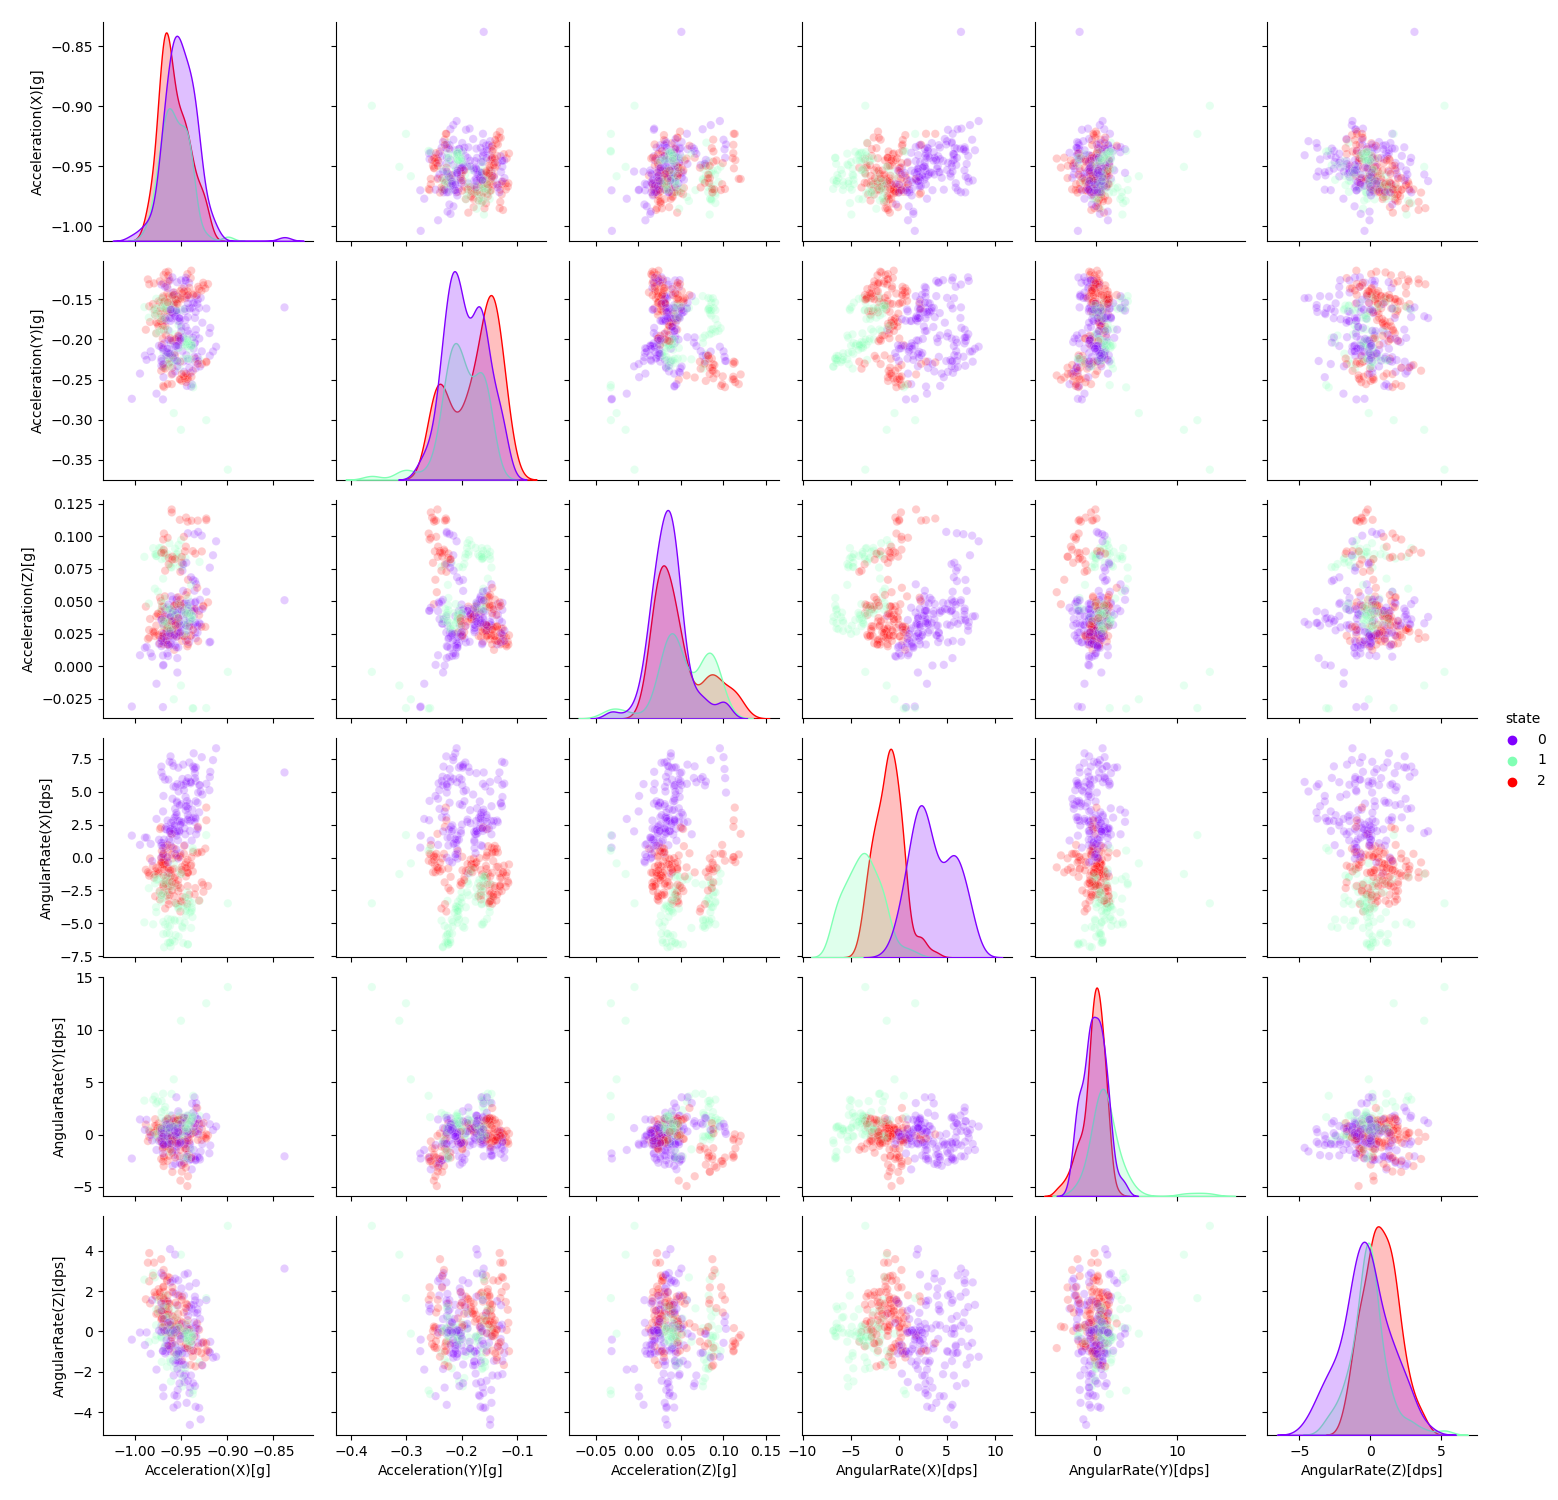 −0.85
−0.90
−0.95
−1.00
Acceleration(X)[g]
−0.15
−0.20
−0.25
−0.30
−0.35
Acceleration(Y)[g]
0.125
0.100
0.075
0.050
0.025
0.000
−0.025
Acceleration(Z)[g]
state
0
1
2
7.5
5.0
2.5
0.0
−2.5
−5.0
−7.5
AngularRate(X)[dps]
15
10
5
0
−5
AngularRate(Y)[dps]
4
2
0
−2
−4
AngularRate(Z)[dps]
−1.00 −0.95 −0.90 −0.85
Acceleration(X)[g]
−0.4 −0.3 −0.2 −0.1
Acceleration(Y)[g]
−0.05 0.00 0.05 0.10 0.15
Acceleration(Z)[g]
−10 −5 0 5 10
AngularRate(X)[dps]
0 10
AngularRate(Y)[dps]
−5 0 5
AngularRate(Z)[dps]